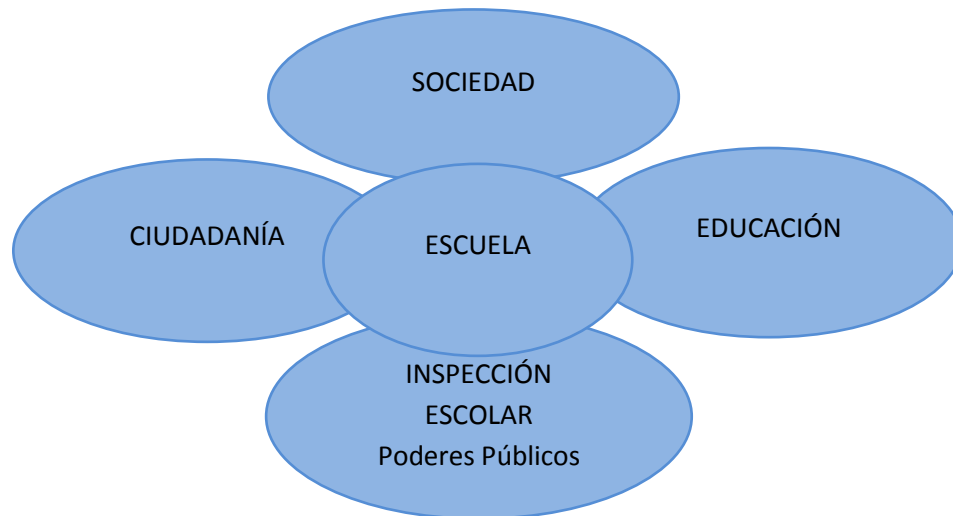 SOCIEDAD
CIUDADANÍA
ESCUELA
EDUCACIÓN
INSPECCIÓN
ESCOLAR
Poderes Públicos